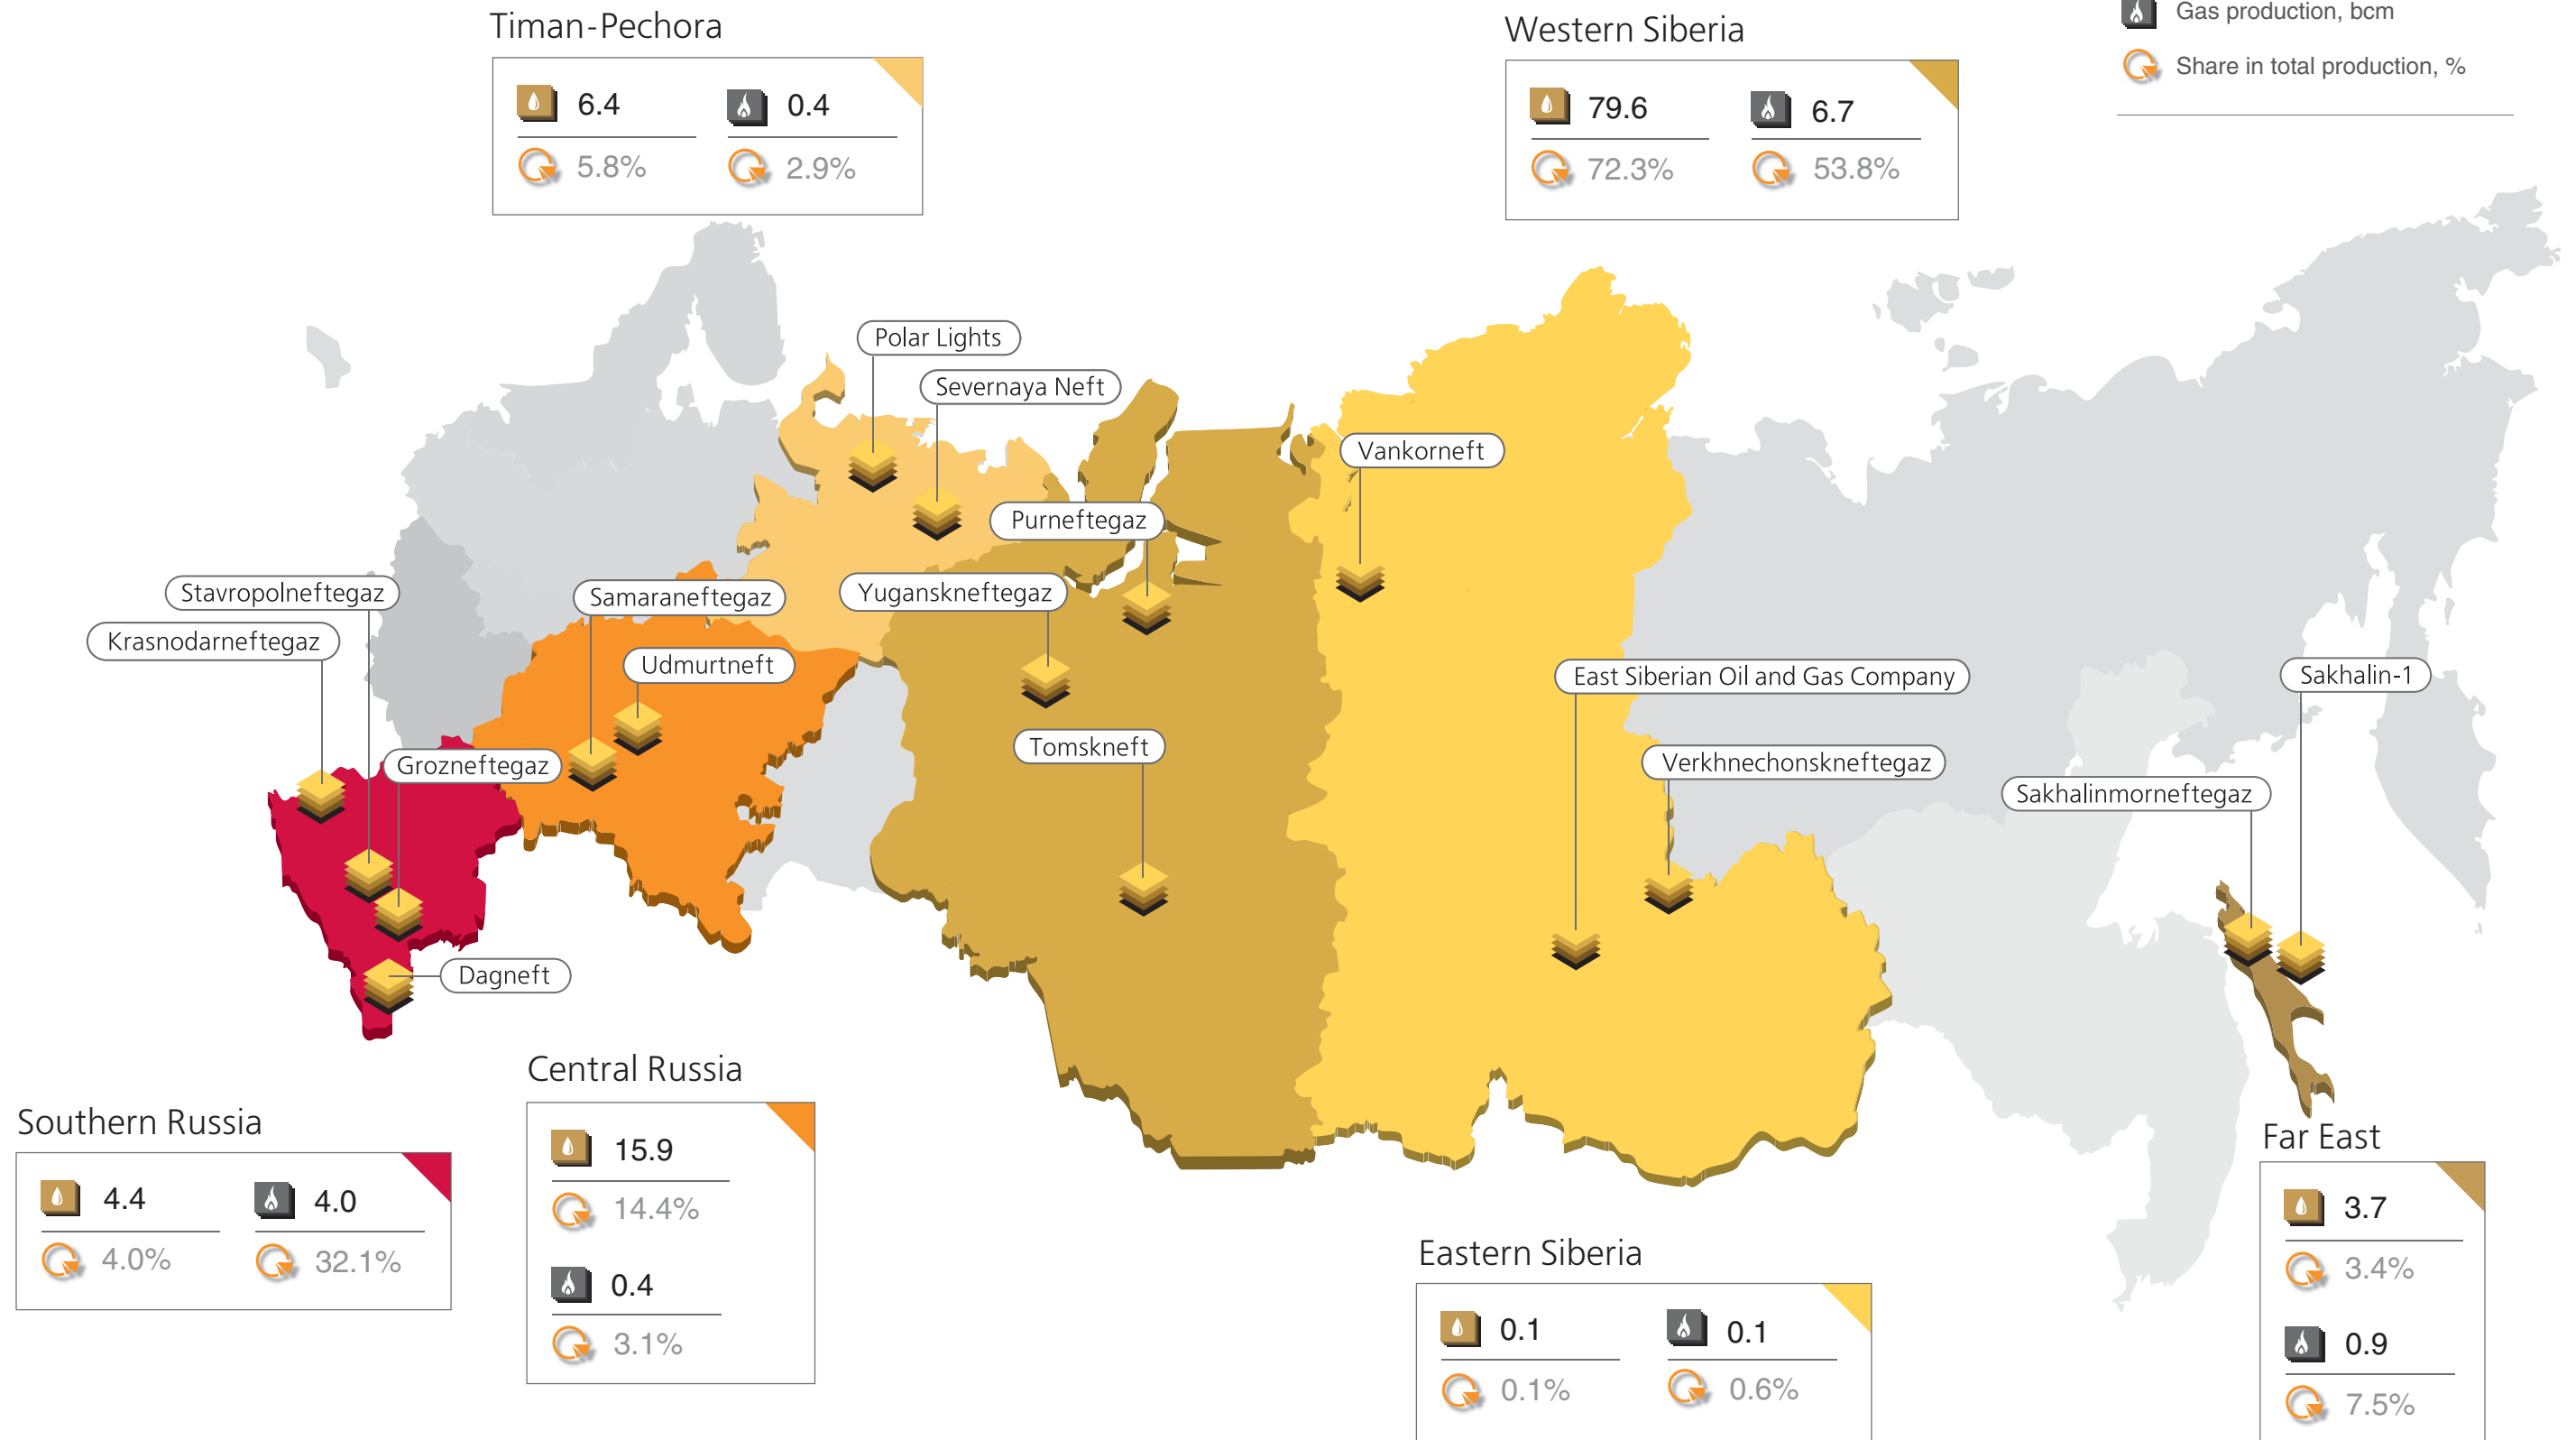 Timan-Pechora
6.4
0.4
5.8%
2.9%
Western Siberia
79.6
6.7
72.3%
53.8%
Gas production, bcm
Share in total production, %
Polar Lights
Severnaya Neft
Vankorneft
Purneftegaz
Stavropolneftegaz
Samaraneftegaz
Yuganskneftegaz
Krasnodarneftegaz
Udmurtneft
East Siberian Oil and Gas Company
Sakhalin-1
Tomskneft
Grozneftegaz
Verkhnechonskneftegaz
Sakhalinmorneftegaz
Dagneft
Southern Russia
4.4
4.0
4.0%
32.1%
Central Russia
15.9
14.4%
0.4
3.1%
Eastern Siberia
0.1
0.1
0.1%
0.6%
Far East
3.7
3.4%
0.9
7.5%